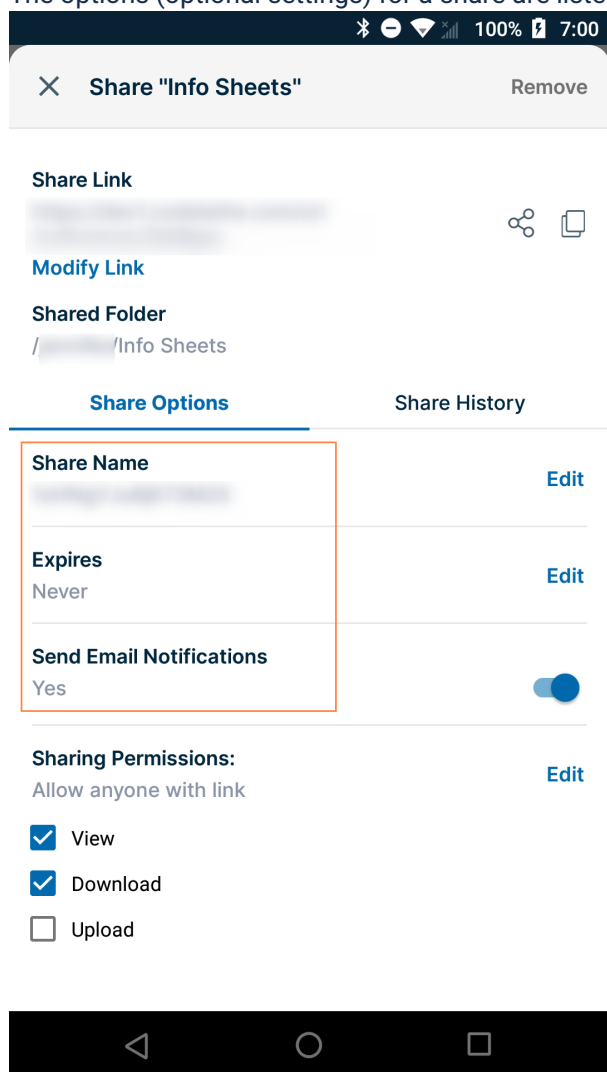 The options (optional settings) for a share are liste
100% 7:00
Share "Info Sheets" Remove
Share Link
Modify Link
Shared Folder
/ /Info Sheets
Share Options Share History
Share Name
Edit
Expires
Never
Edit
Send Email Notifications
Yes
Sharing Permissions:
Allow anyone with link
Edit
View
Download
Upload